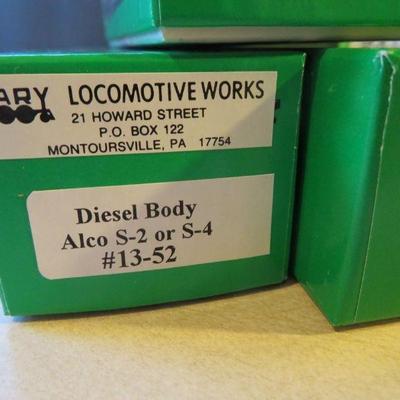 ARY LOCOMOTIVE WORKS
21 HOWARD STREET
P.O. BOX 122
MONTOURSVILLE, PA 17754
Diesel Body
Alco S-2 or S-4
#13-52